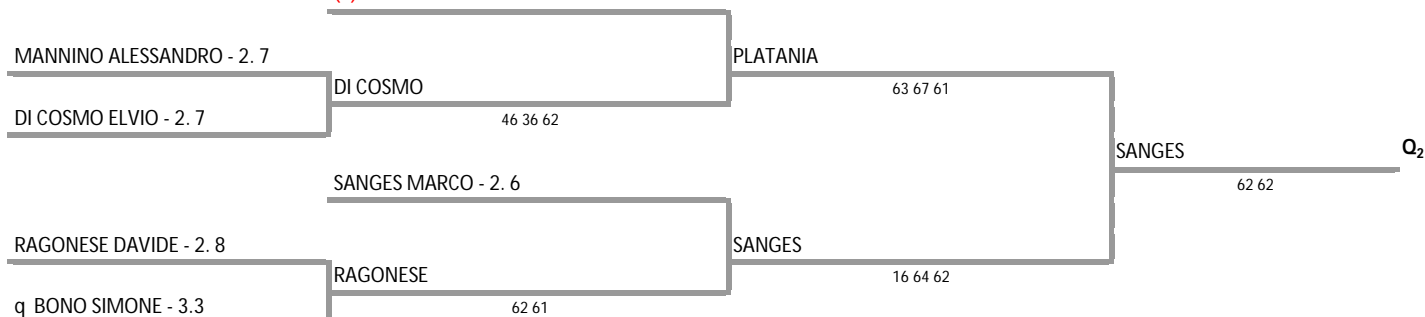 MANNINO ALESSANDRO - 2. 7
PLATANIA
DI COSMO
63 67 61
DI COSMO ELVIO - 2. 7
46 36 62
SANGES
Q2
SANGES MARCO - 2. 6
62 62
RAGONESE DAVIDE - 2. 8
SANGES
RAGONESE
16 64 62
q BONO SIMONE - 3.3
62 61